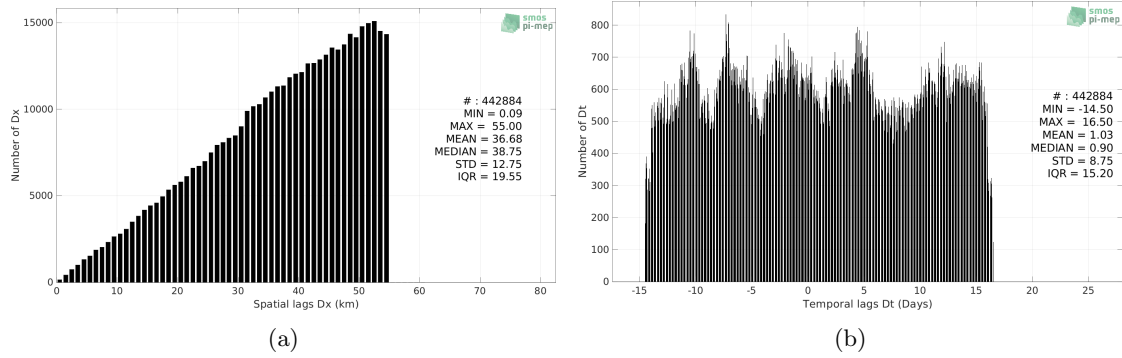 smos
pi-mep
15000
10000
5000
0
Number of Dx
# : 442884
MIN = 0.09
MAX = 55.00
MEAN = 36.68
MEDIAN = 38.75
STD = 12.75
IQR = 19.55
0 10 20 30 40 50 60 70 80
Spatial lags Dx (km)
(a)
smos
pi-mep
800
700
600
500
400
300
200
100
0
Number of Dt
# : 442884
MIN = -14.50
MAX = 16.50
MEAN = 1.03
MEDIAN = 0.90
STD = 8.75
IQR = 15.20
-15 -10 -5 0 5 10 15 20 25
Temporal lags Dt (Days)
(b)